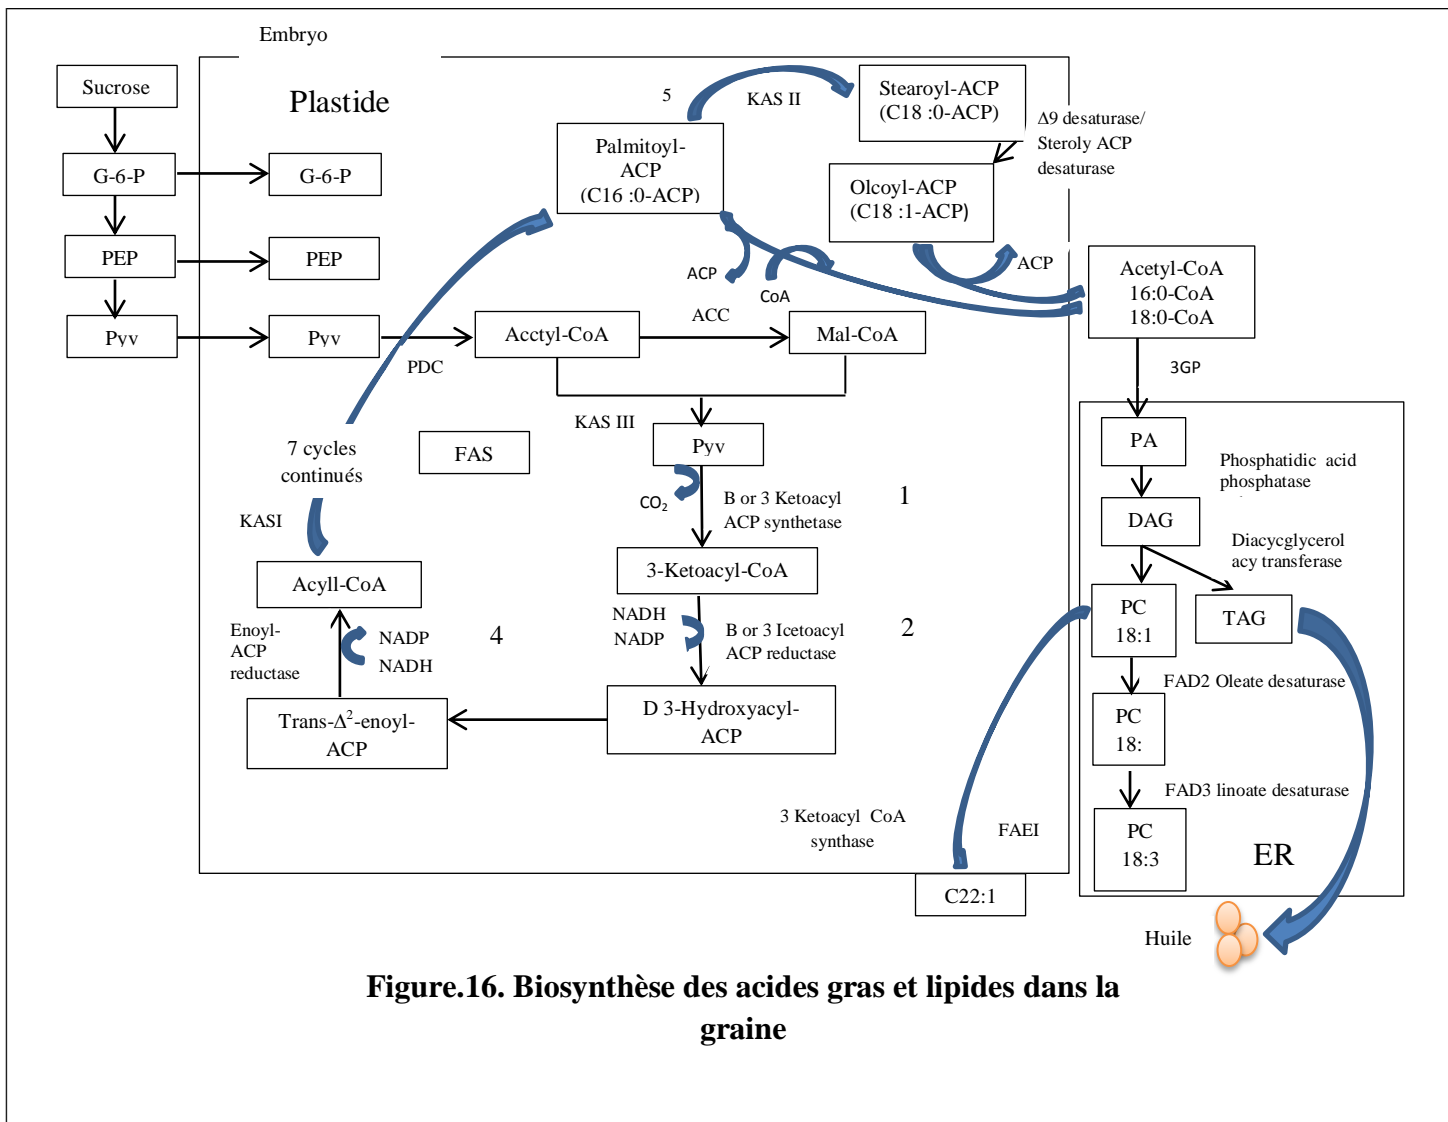 Embryo
Sucrose
Plastide
5
KAS II
Stearoyl-ACP
(C18 :0-ACP)
Δ9 desaturase/
Steroly ACP
desaturase
Palmitoyl-
ACP
(C16 :0-ACP)
G-6-P
G-6-P
Olcoyl-ACP
(C18 :1-ACP)
PEP
PEP
ACP
CoA
ACP
Acetyl-CoA
16:0-CoA
18:0-CoA
Pyv
Pyv
PDC
Acctyl-CoA
ACC
Mal-CoA
3GP
KAS III
7 cycles
continués
FAS
Pyv
PA
Phosphatidic acid
phosphatase
CO2
B or 3 Ketoacyl
ACP synthetase
1
KASI
DAG
Diacycglycerol
acy transferase
Acyll-CoA
3-Ketoacyl-CoA
PC
18:1
TAG
Enoyl-
ACP
reductase
NADP
NADH
4
NADH
NADP
B or 3 Icetoacyl
ACP reductase
2
FAD2 Oleate desaturase
Trans-Δ2-enoyl-
ACP
D 3-Hydroxyacyl-
ACP
PC
18:
FAD3 linoate desaturase
3 Ketoacyl CoA
synthase
FAEI
PC
18:3
ER
C22:1
Huile
Figure.16. Biosynthèse des acides gras et lipides dans la
graine